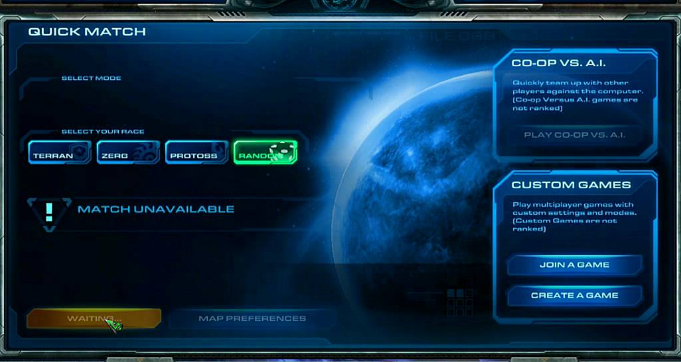 QUICK MATCH
SELECT MODE
SELECT YOUR RACE
TERRAN
ZERG
PROTOSS
RANDOM
MATCH UNAVAILABLE
WAITING...
MAP PREFERENCES
CO-OP VS. A.I.
Quickly team up with other
players against the computer.
(Co-op Versus A.I. games are
not ranked)
PLAY CO-OP VS. A.I.
CUSTOM GAMES
Play multiplayer games with
custom settings and modes.
(Custom Games are not
ranked)
JOIN A GAME
CREATE A GAME